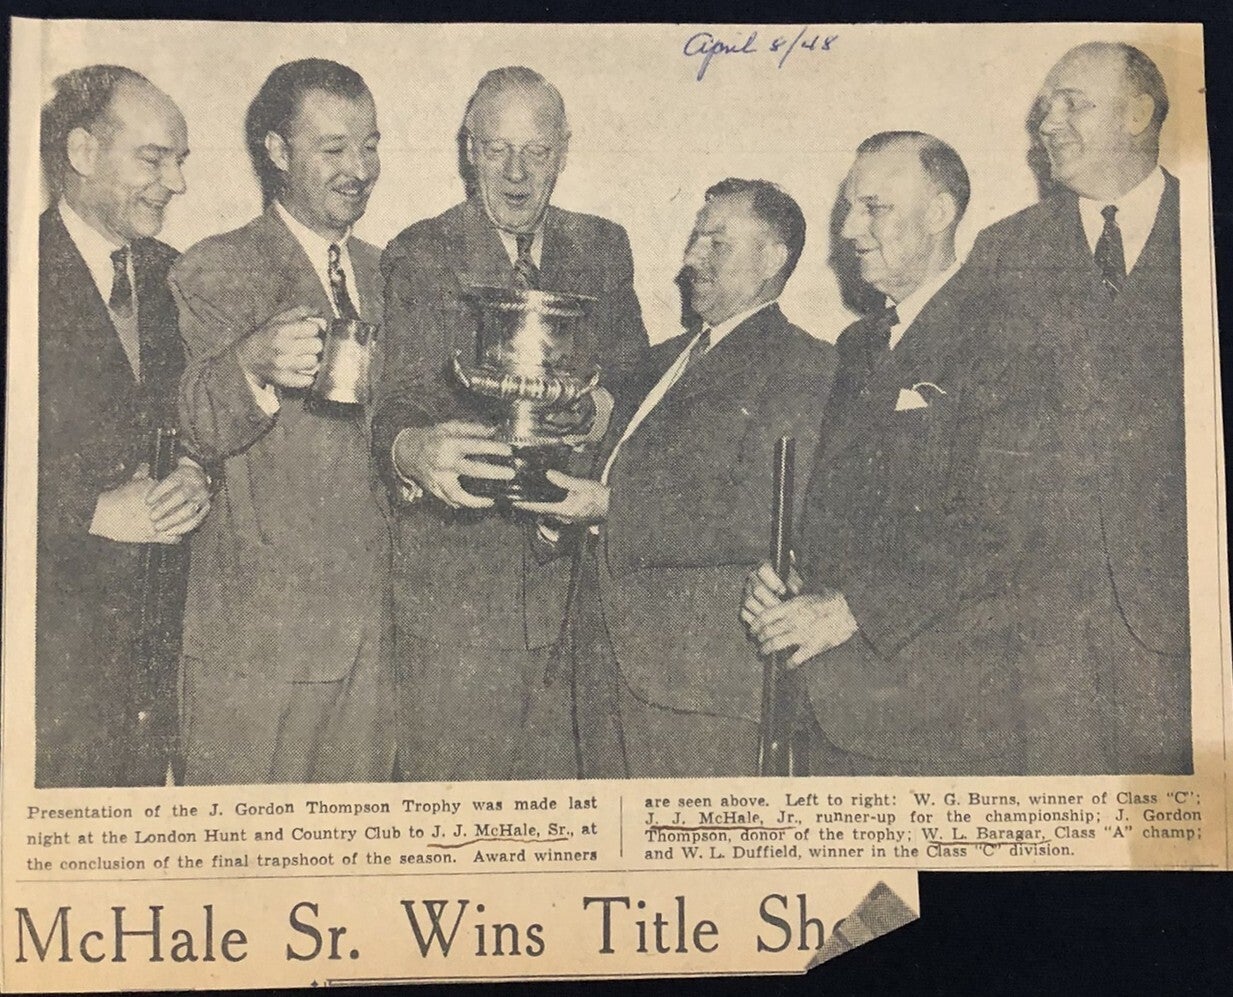 April 8/48
Presentation of the J. Gordon Thompson Trophy was made last
night at the London Hunt and Country Club to J. J. McHale, Sr., at
the conclusion of the final trapshoot of the season. Award winners
are seen above. Left to right: W. G. Burns, winner of Class "C";
J. J. McHale, Jr., runner-up for the championship; J. Gordon
Thompson, donor of the trophy; W. L. Baragar, Class "A" champ;
and W. L. Duffield, winner in the Class "C" division.
McHale Sr. Wins Title